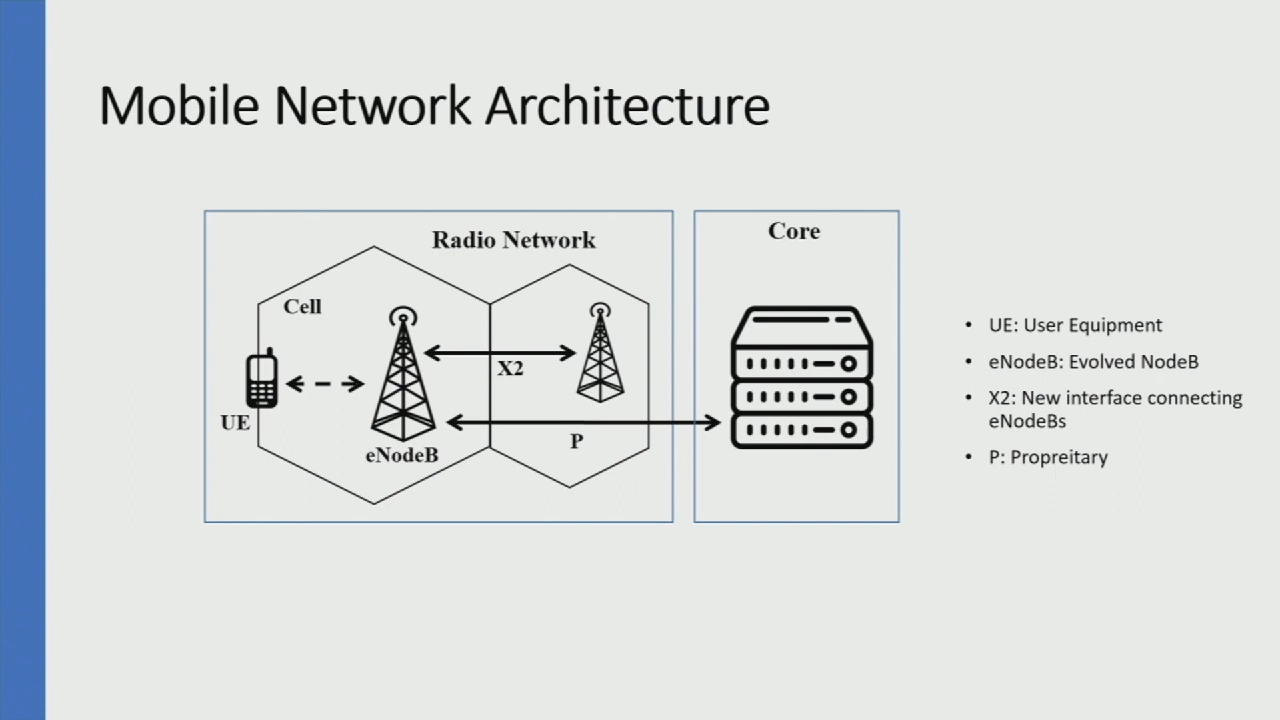 Mobile Network Architecture
Radio Network
Core
Cell
X2
UE
P
eNodeB
• UE: User Equipment
• eNodeB: Evolved NodeB
• X2: New interface connecting
eNodeBs
• P: Propreitary